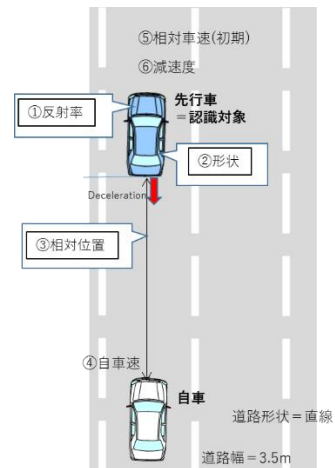 ⑤相対車速(初期)
⑥減速度
①反射率
先行車
＝認識対象
②形状
Deceleration
③相対位置
④自車速
自車
道路形状＝直線
道路幅＝3.5m